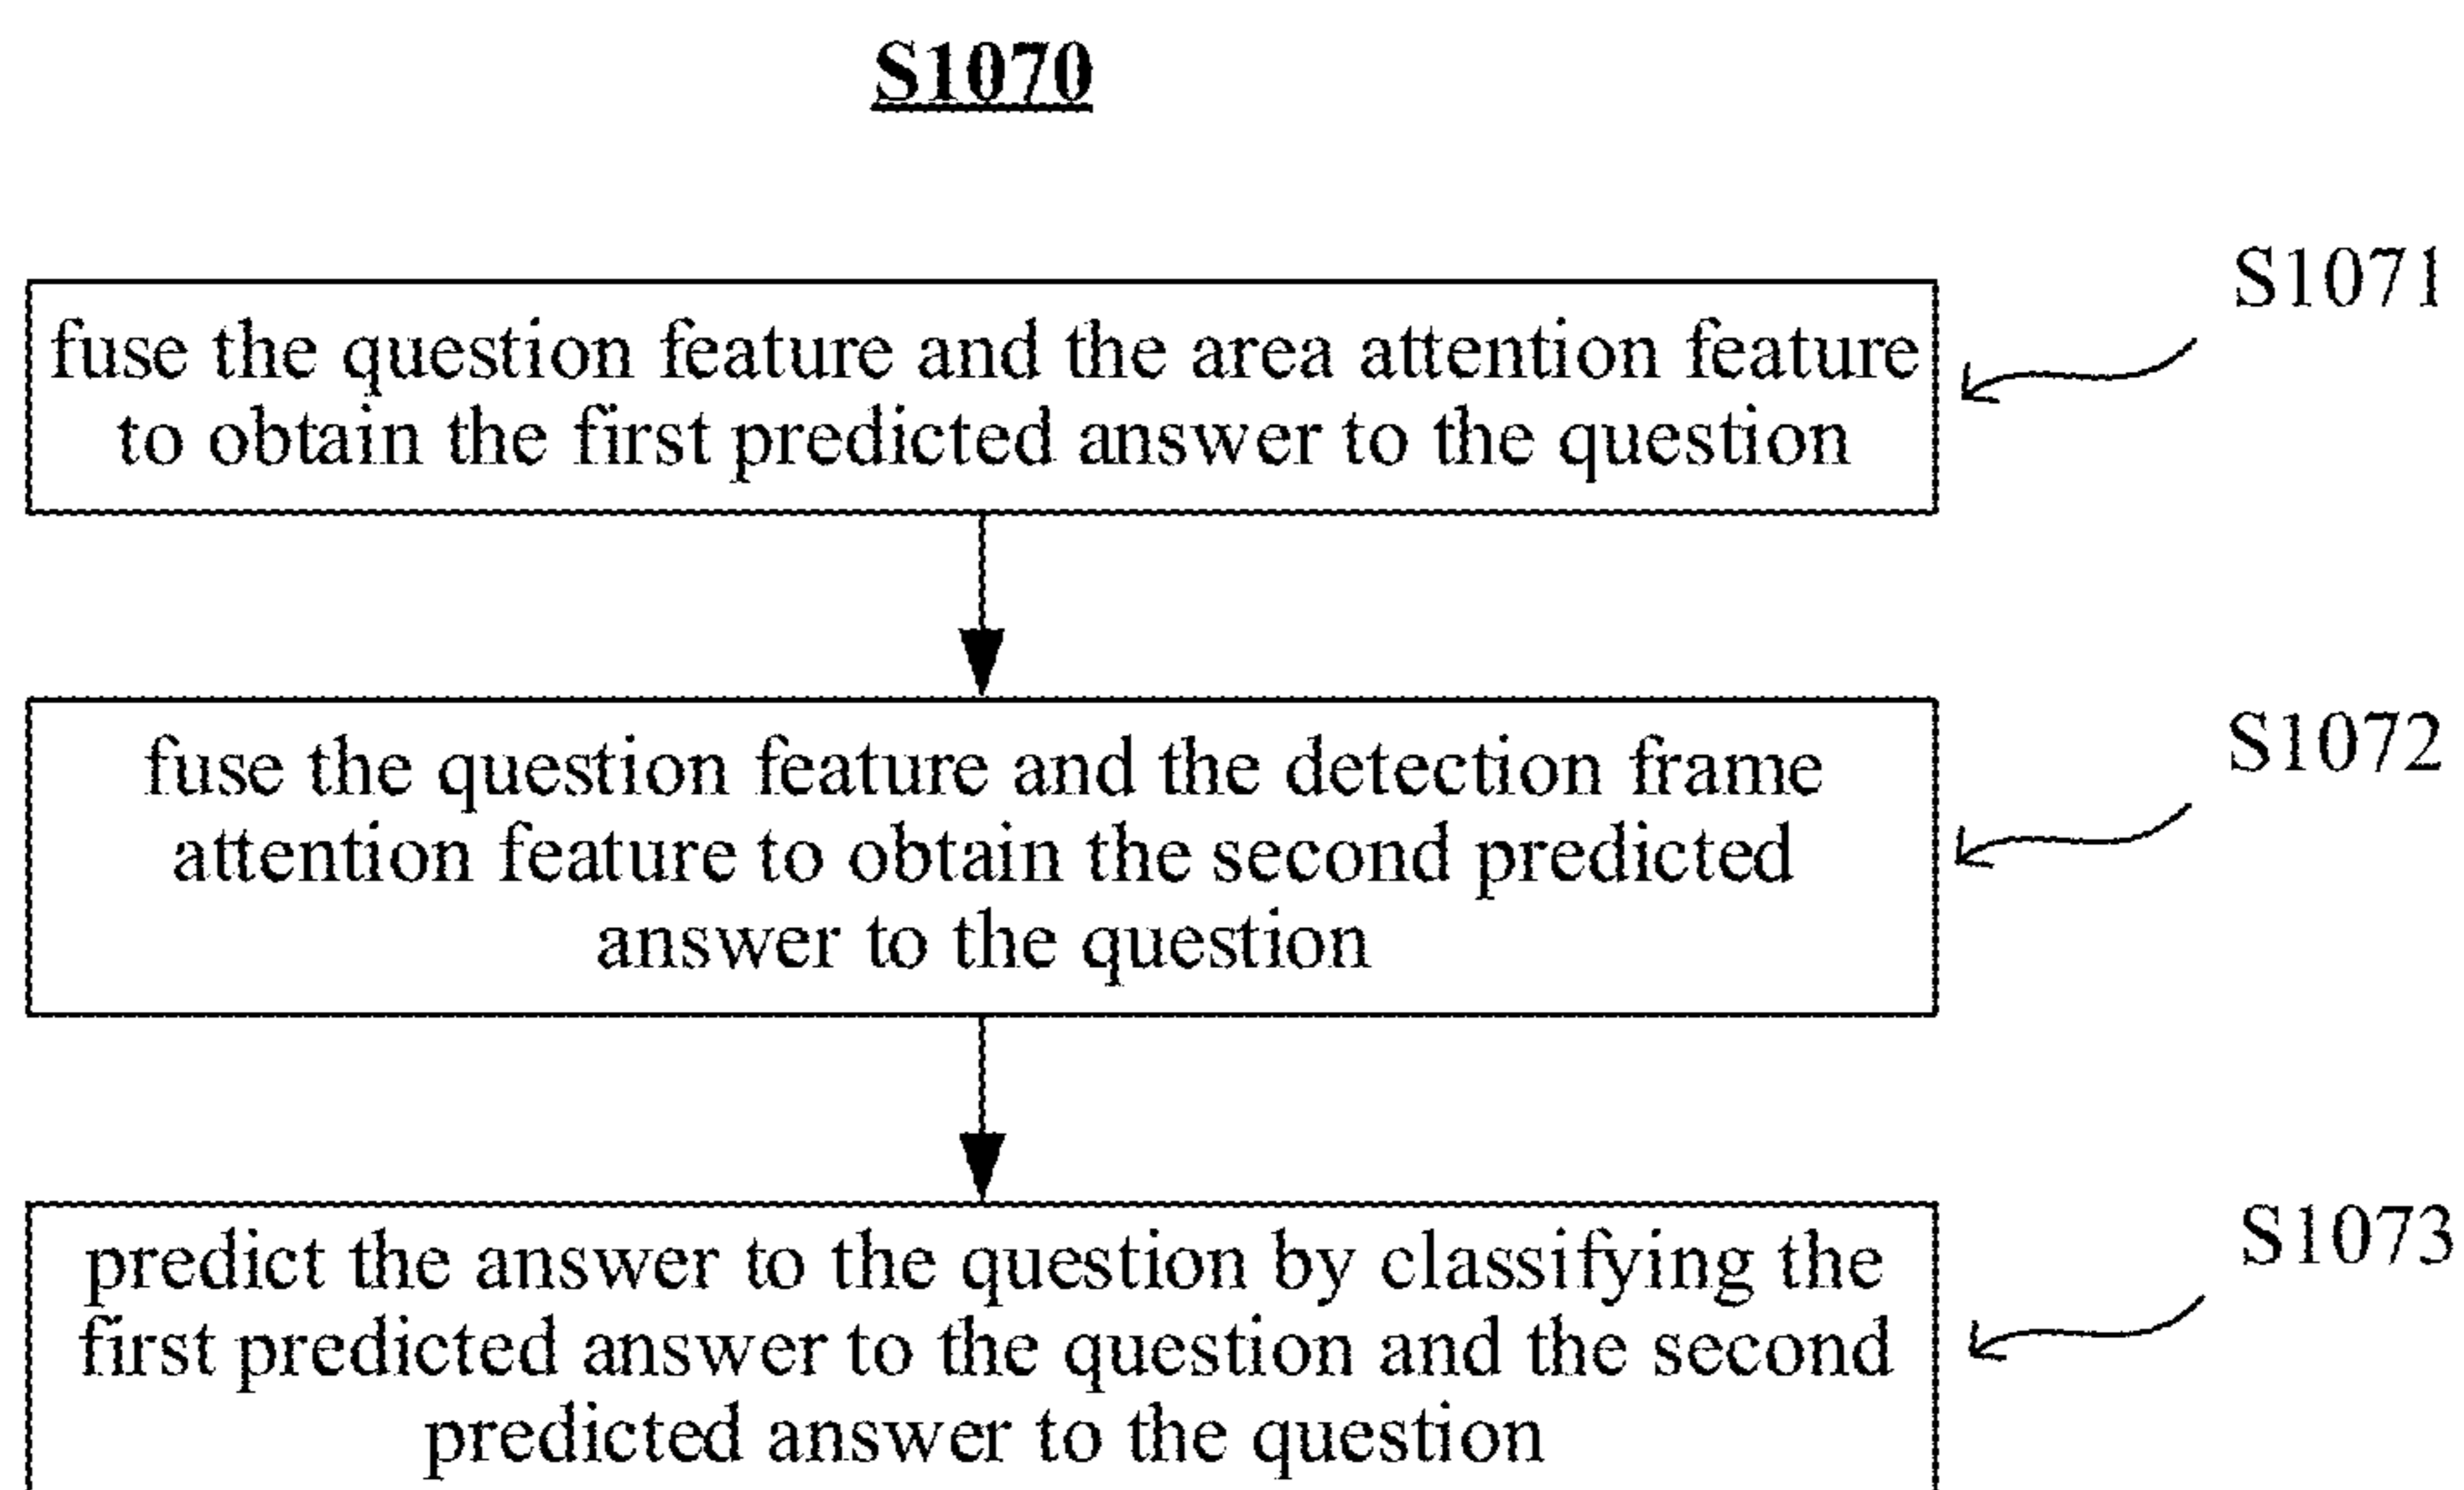 S1070
S1071
fuse the question feature and the area attention feature
to obtain the first predicted answer to the question
S1072
fuse the question feature and the detection frame
attention feature to obtain the second predicted
answer to the question
S1073
predict the answer to the question by classifying the
first predicted answer to the question and the second
predicted answer to the question